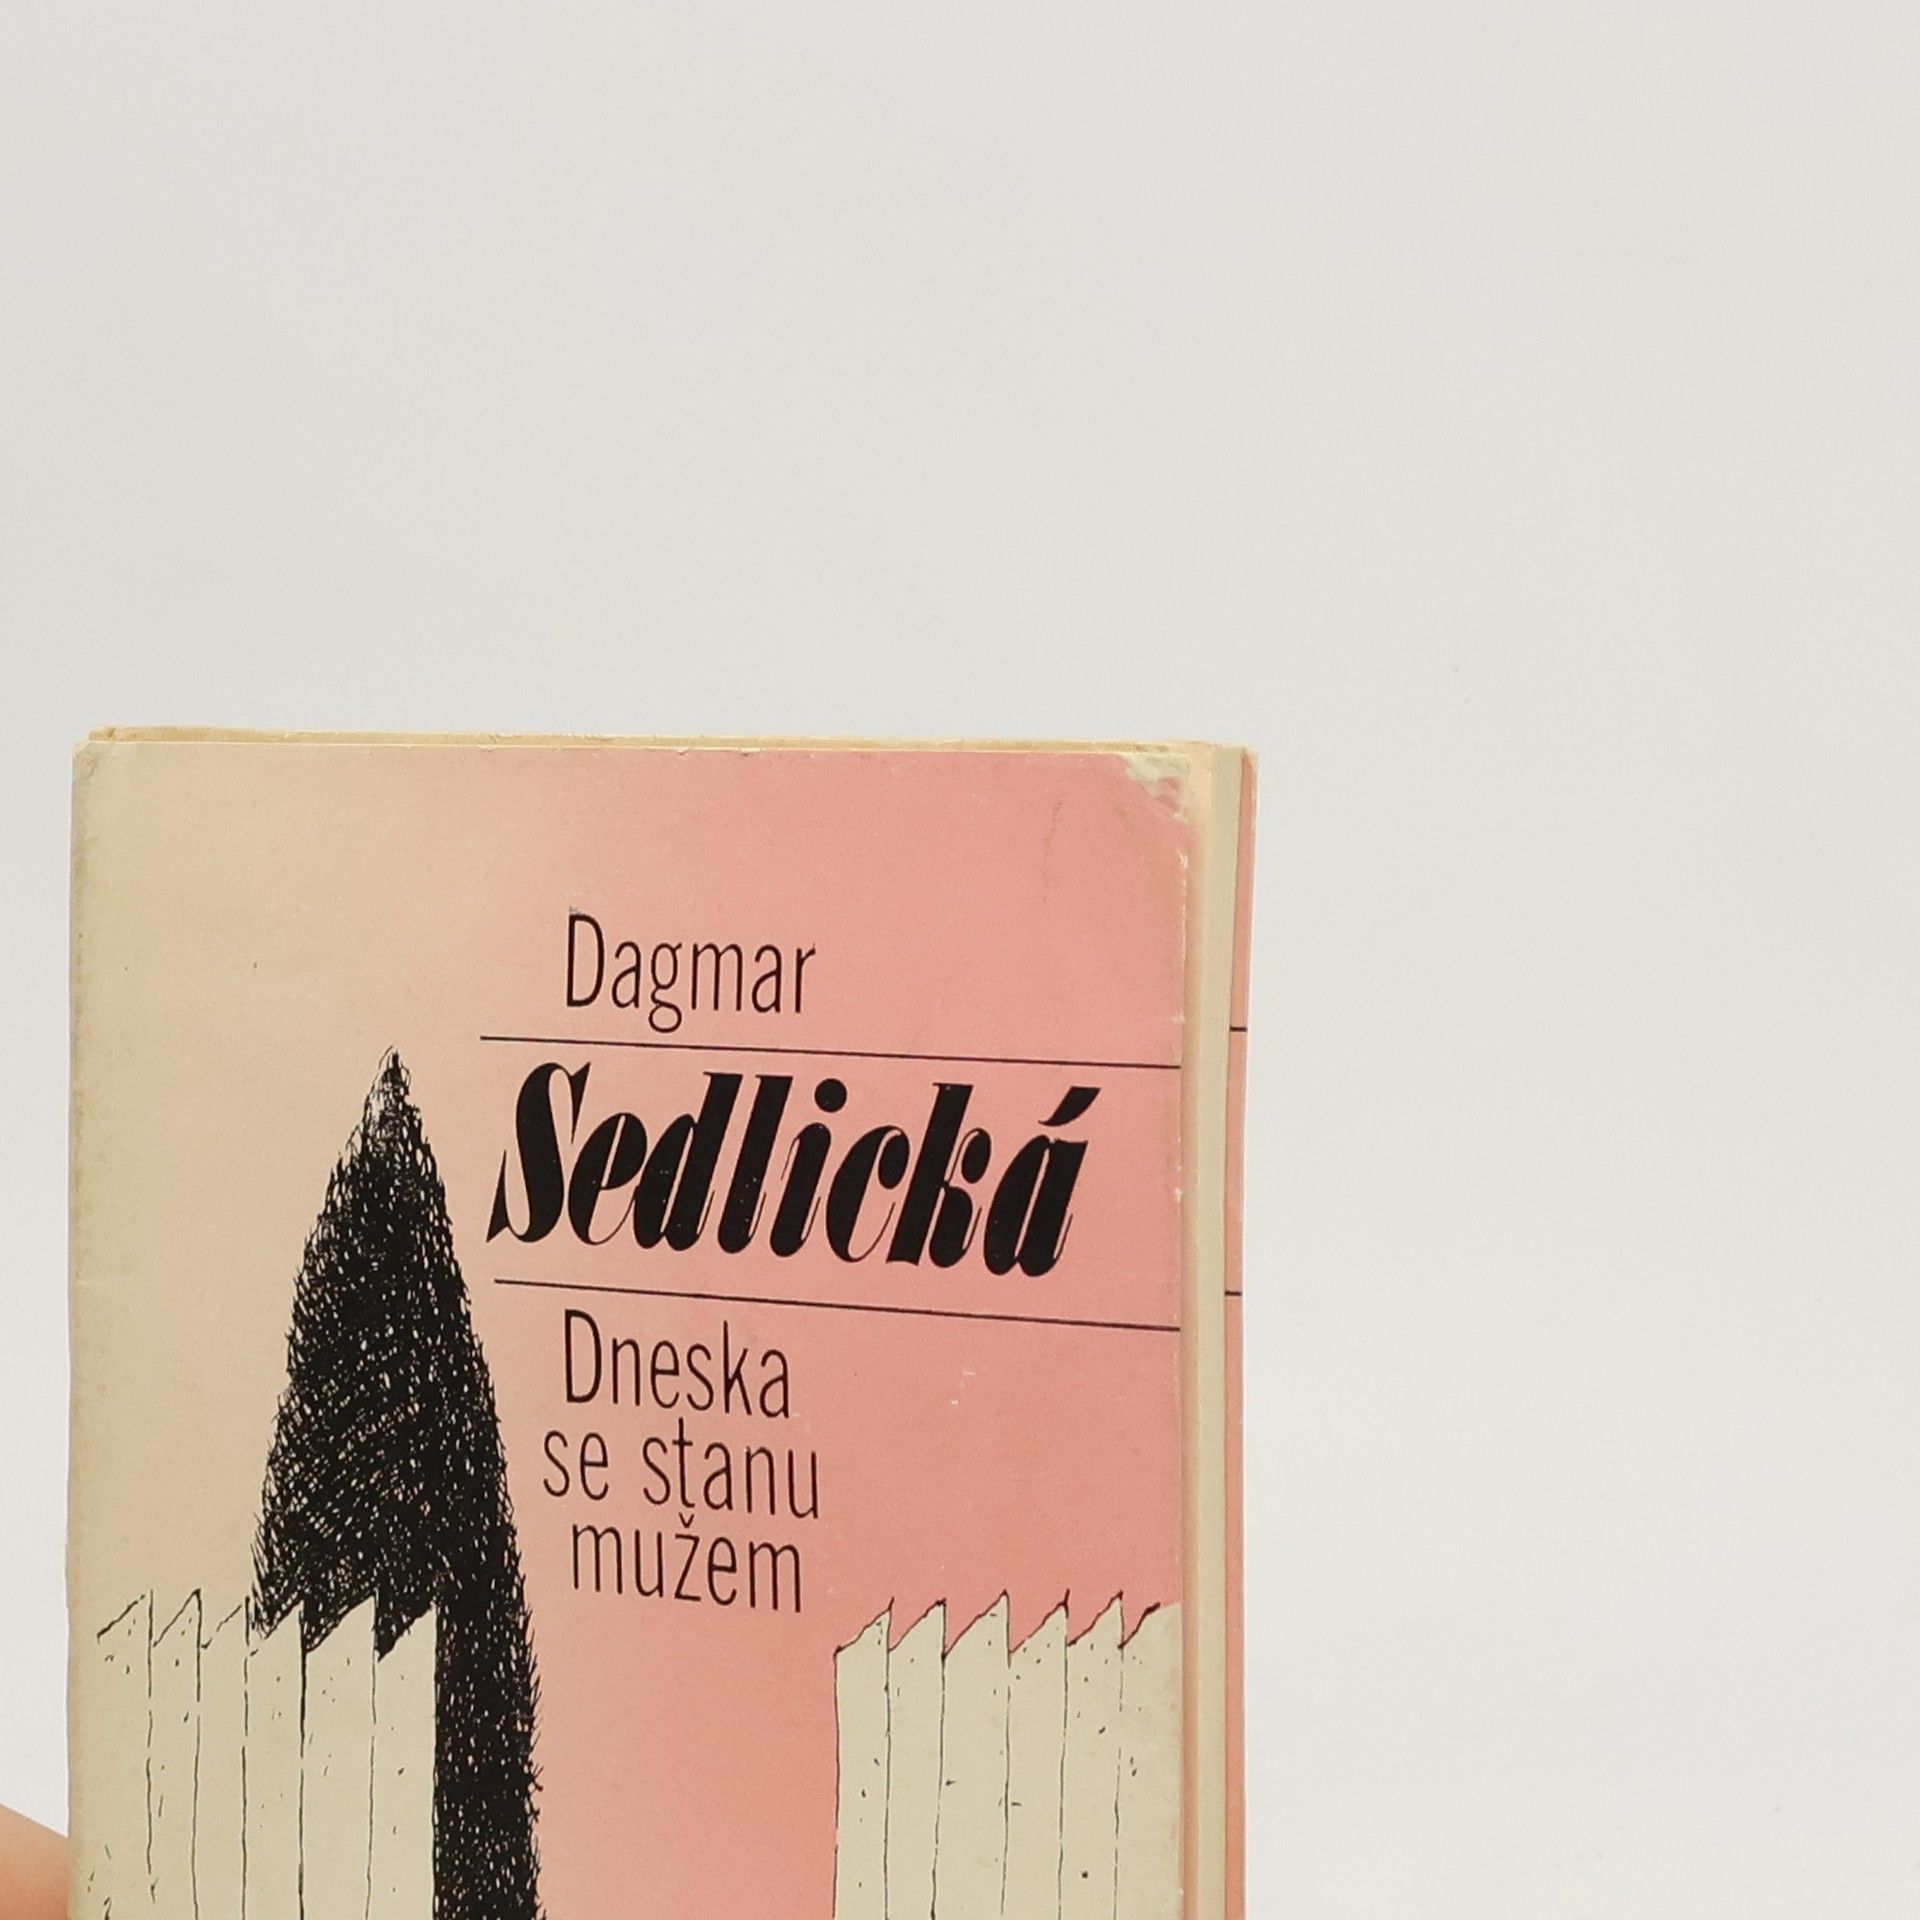 Dagmar
Sedlická
Dneska
se stanu
mužem